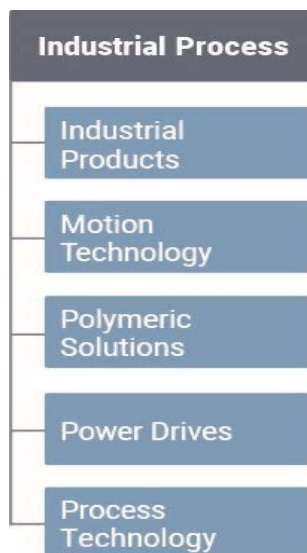 Industrial Process
Industrial
Products
Motion
Technology
Polymeric
Solutions
Power Drives
Process
Technology